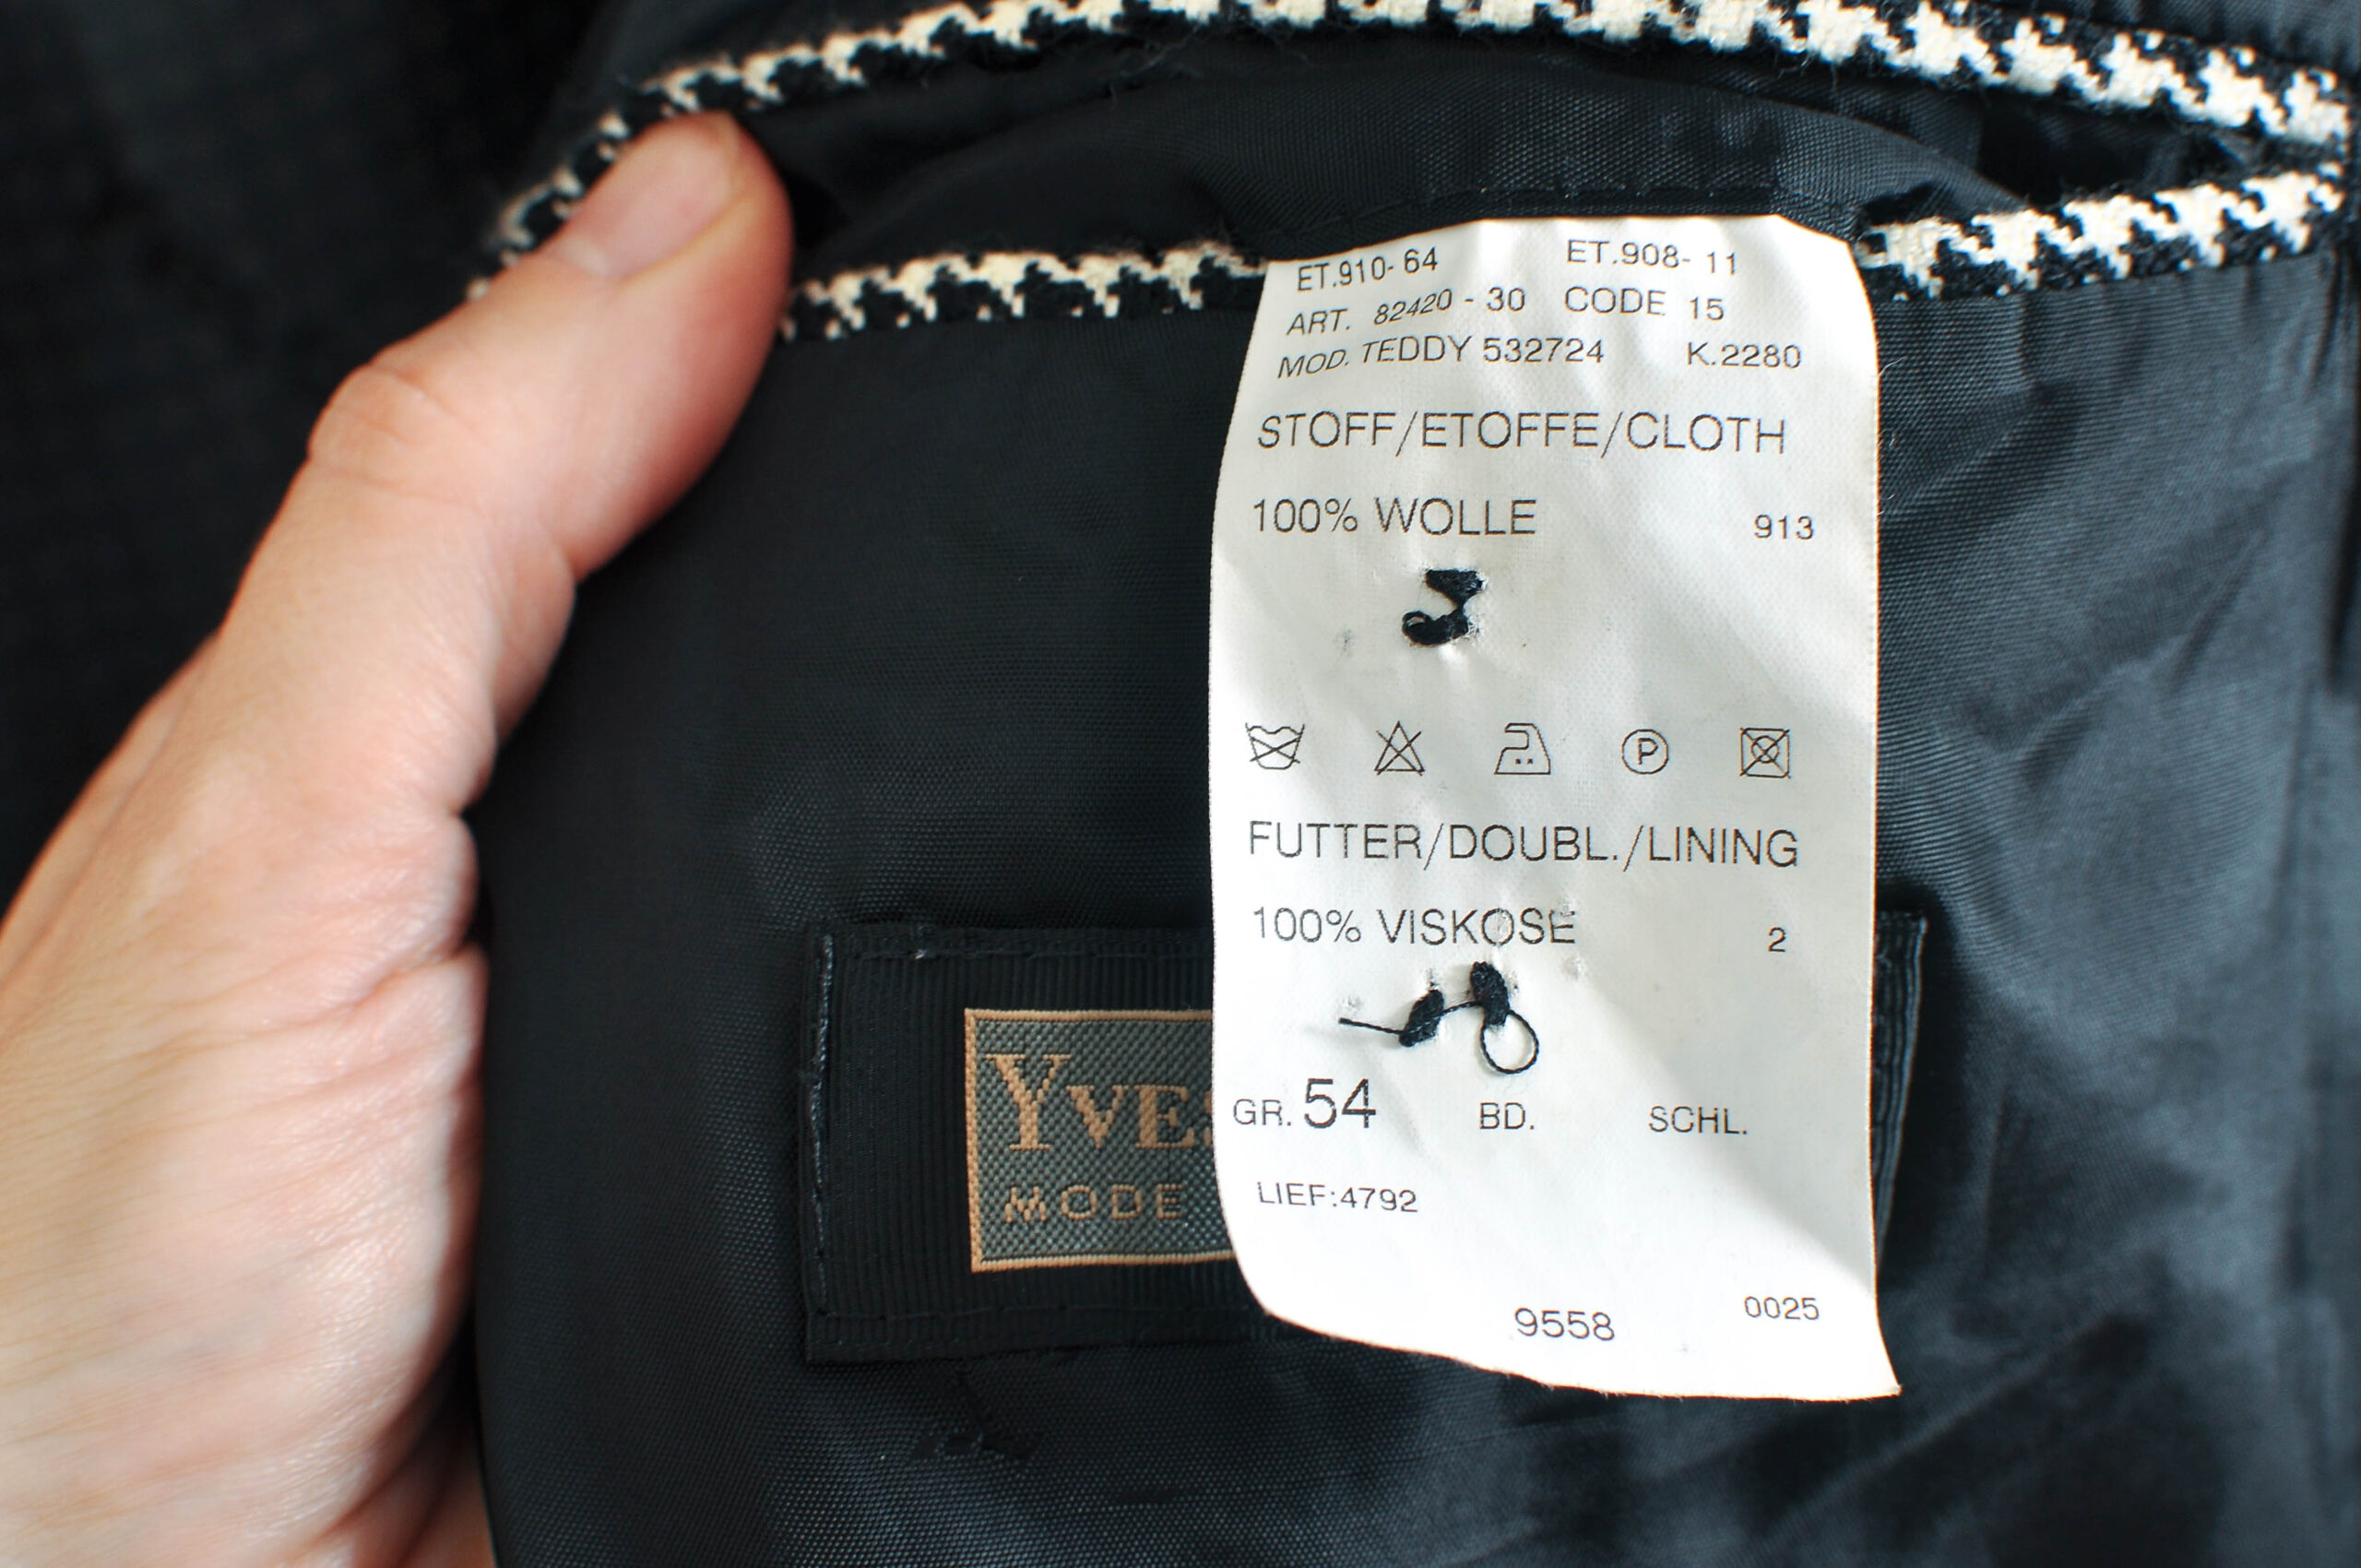 ET.910-64 ET.908-11
ART. 82420-30 CODE 15
MOD. TEDDY 532724 K.2280
STOFF/ETOFFE/CLOTH
100% WOLLE 913
P
FUTTER/DOUBL./LINING
100% VISKOSE 2
GR. 54 BD. SCHL.
LIEF:4792
9558 0025
YVES
MODE